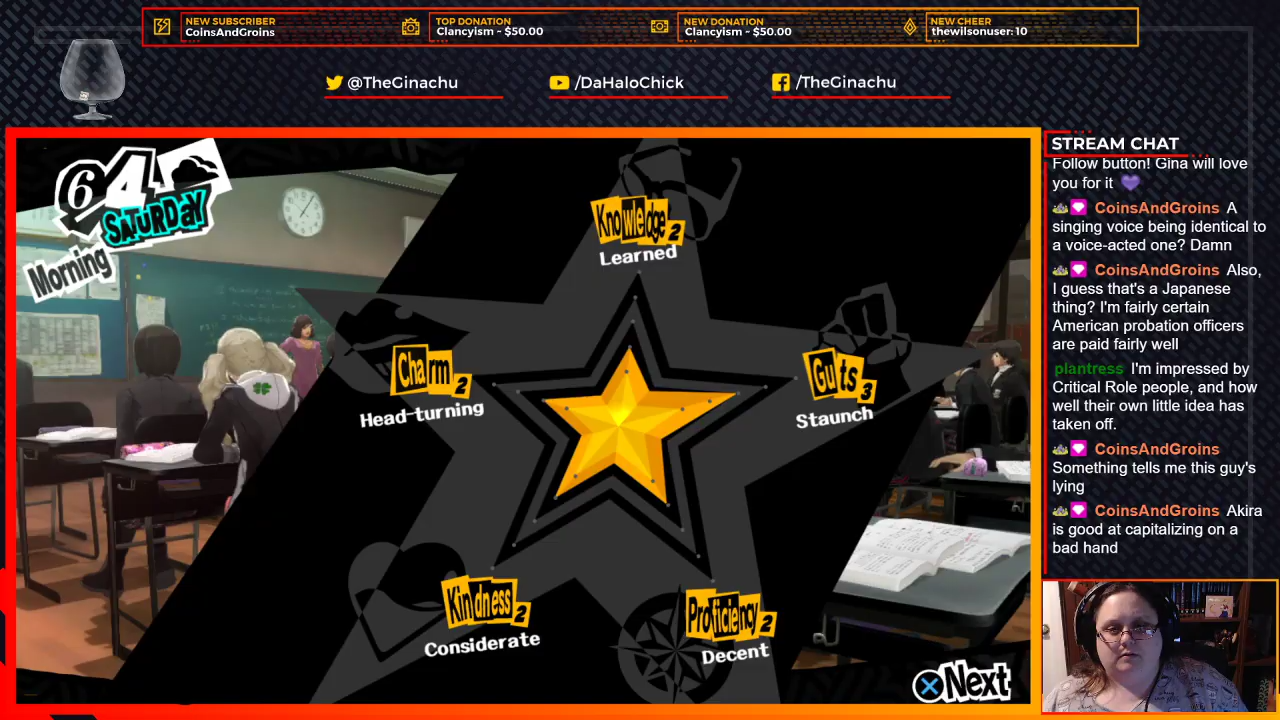 NEW SUBSCRIBER
CoinsAndGroins
TOP DONATION
Clancyism ~ $50.00
NEW DONATION
Clancyism ~ $50.00
NEW CHEER
thewilsonuser: 10
@TheGinachu
/DaHaloChick
/TheGinachu
6 4
SATURDAY
Morning
Knowledge 2
Learned
Charm 2
Head-turning
Guts 3
Staunch
Kindness 2
Considerate
Proficiency 2
Decent
Next
STREAM CHAT
Follow button! Gina will love
you for it
CoinsAndGroins A
singing voice being identical to
a voice-acted one? Damn
CoinsAndGroins Also,
I guess that's a Japanese
thing? I'm fairly certain
American probation officers
are paid fairly well
plantress I'm impressed by
Critical Role people, and how
well their own little idea has
taken off.
CoinsAndGroins
Something tells me this guy's
lying
CoinsAndGroins Akira
is good at capitalizing on a
bad hand